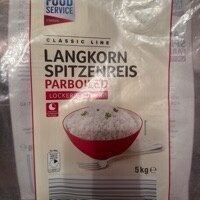 FOOD
SERVICE
CLASSIC LINE
LANGKORN
SPITZENREIS
PARBOILED
5kg